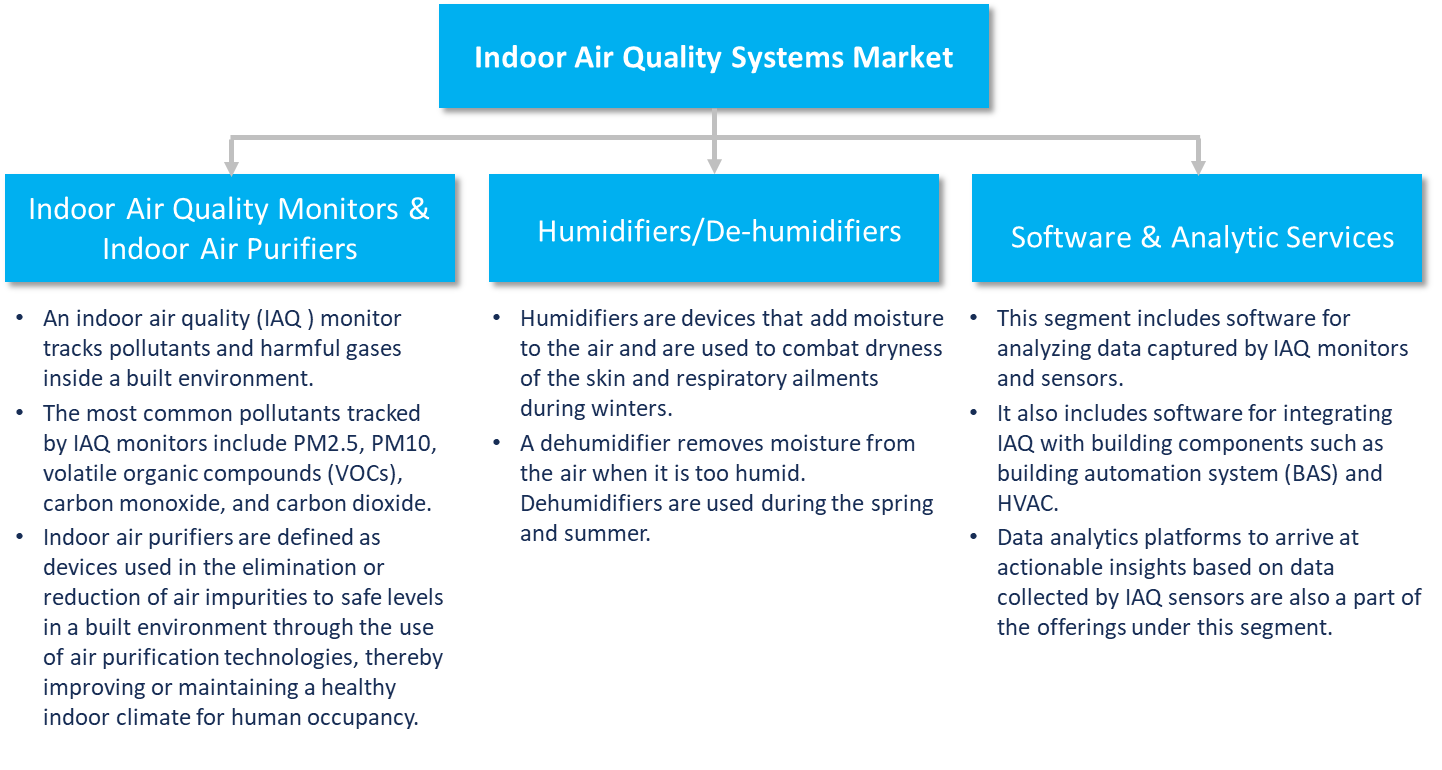 Indoor Air Quality Systems Market
Indoor Air Quality Monitors &
Indoor Air Purifiers
• An indoor air quality (IAQ ) monitor
tracks pollutants and harmful gases
inside a built environment.
• The most common pollutants tracked
by IAQ monitors include PM2.5, PM10,
volatile organic compounds (VOCs),
carbon monoxide, and carbon dioxide.
• Indoor air purifiers are defined as
devices used in the elimination or
reduction of air impurities to safe levels
in a built environment through the use
of air purification technologies, thereby
improving or maintaining a healthy
indoor climate for human occupancy.
Humidifiers/De-humidifiers
• Humidifiers are devices that add moisture
to the air and are used to combat dryness
of the skin and respiratory ailments
during winters.
• A dehumidifier removes moisture from
the air when it is too humid.
Dehumidifiers are used during the spring
and summer.
Software & Analytic Services
• This segment includes software for
analyzing data captured by IAQ monitors
and sensors.
• It also includes software for integrating
IAQ with building components such as
building automation system (BAS) and
HVAC.
• Data analytics platforms to arrive at
actionable insights based on data
collected by IAQ sensors are also a part of
the offerings under this segment.